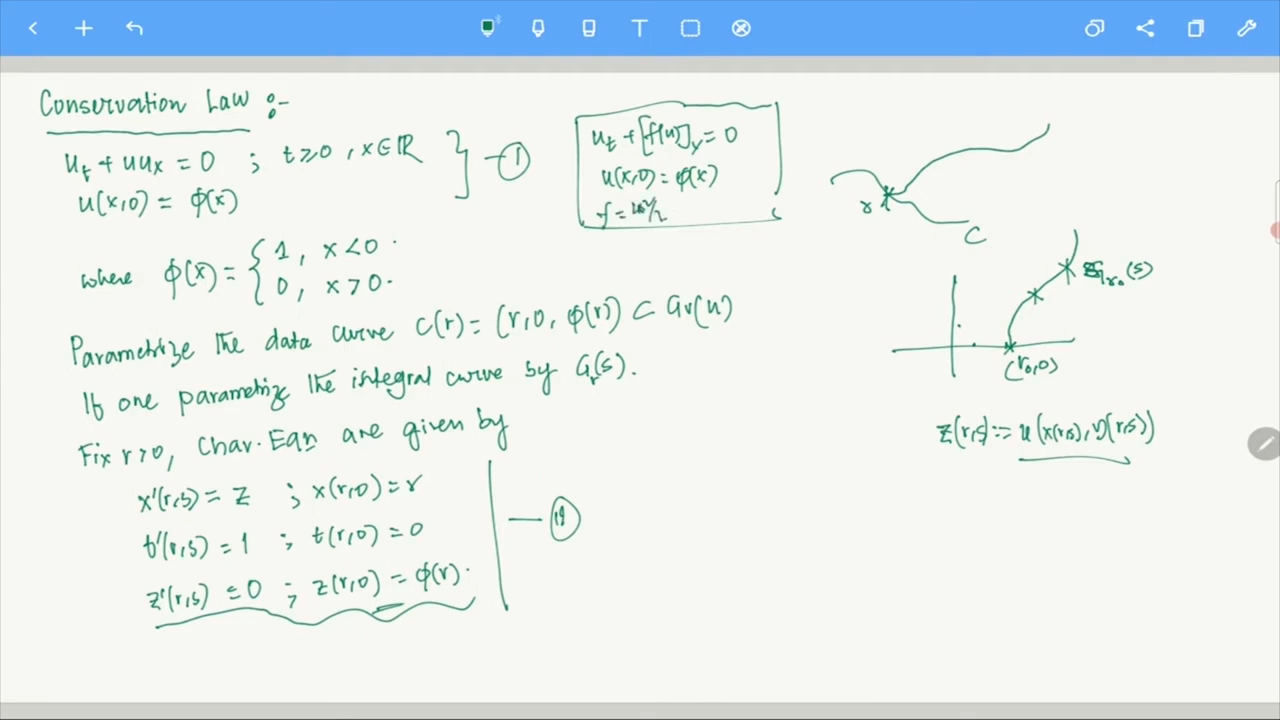 Conservation Law :-
u_t + uu_x = 0 ; t≥0, x∈ℝ } —①
u(x,0) = φ(x)
where φ(x) = { 1, x<0.
0, x>0.
Parametrize the data curve C(r) = (r,0, φ(r)) ⊂ Gr(u)
If one parametrize the integral curve by G_r(s).
Fix r>0, Char. Eqn are given by
x'(r,s) = z ; x(r,0) = r
t'(r,s) = 1 ; t(r,0) = 0
z'(r,s) = 0 ; z(r,0) = φ(r).
u_t + [f(u)]_x = 0
u(x,0) = φ(x)
f = u²/2
r
C
(s)
(r₀,0)
z(r,s) := u(x(r,s), (r,s))